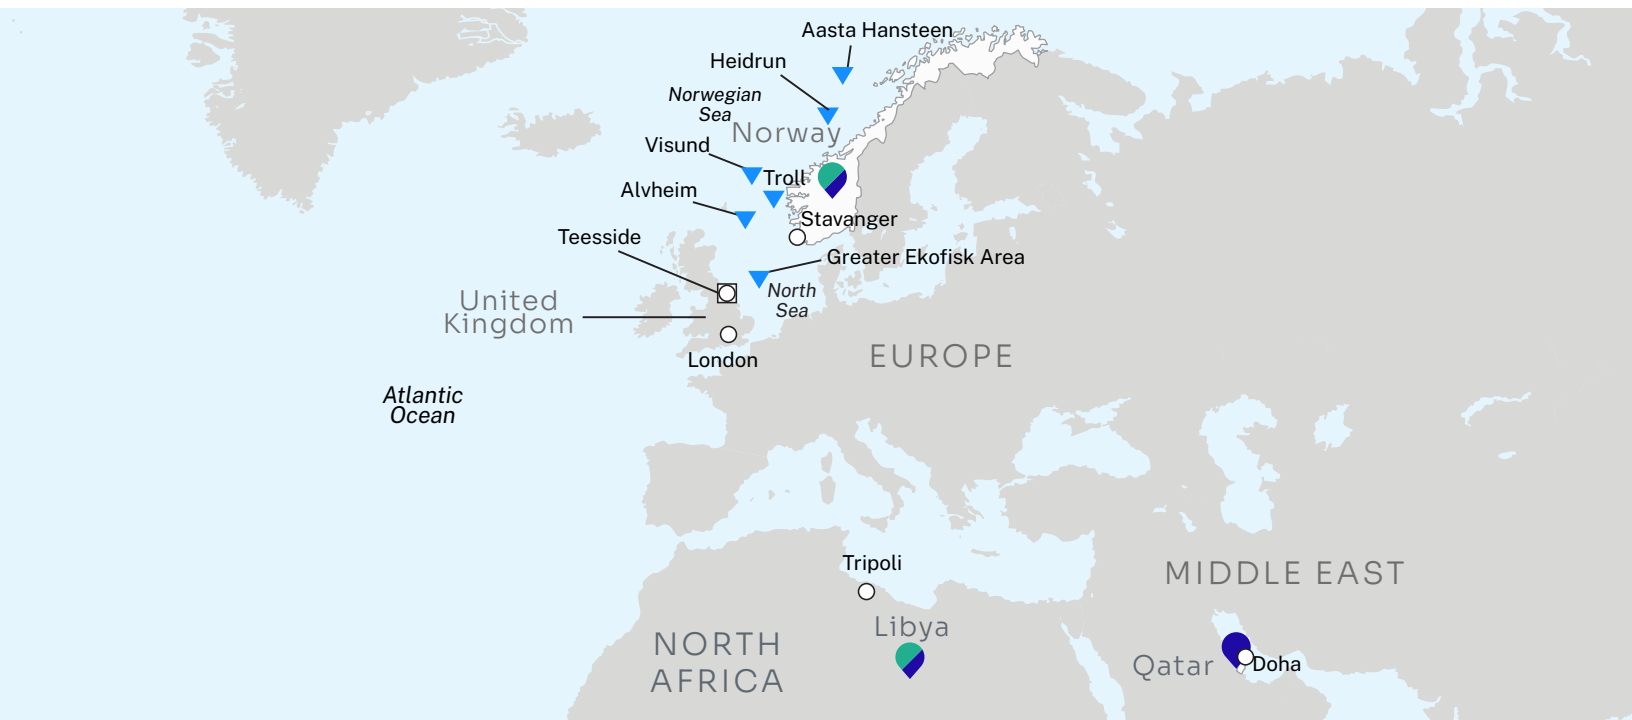 Aasta Hansteen
Heidrun
Norwegian
Sea
Norway
Visund
Troll
Alvheim
Stavanger
Teesside
Greater Ekofisk Area
North
Sea
United
Kingdom
London
EUROPE
Atlantic
Ocean
Tripoli
MIDDLE EAST
Libya
NORTH
AFRICA
Qatar
Doha